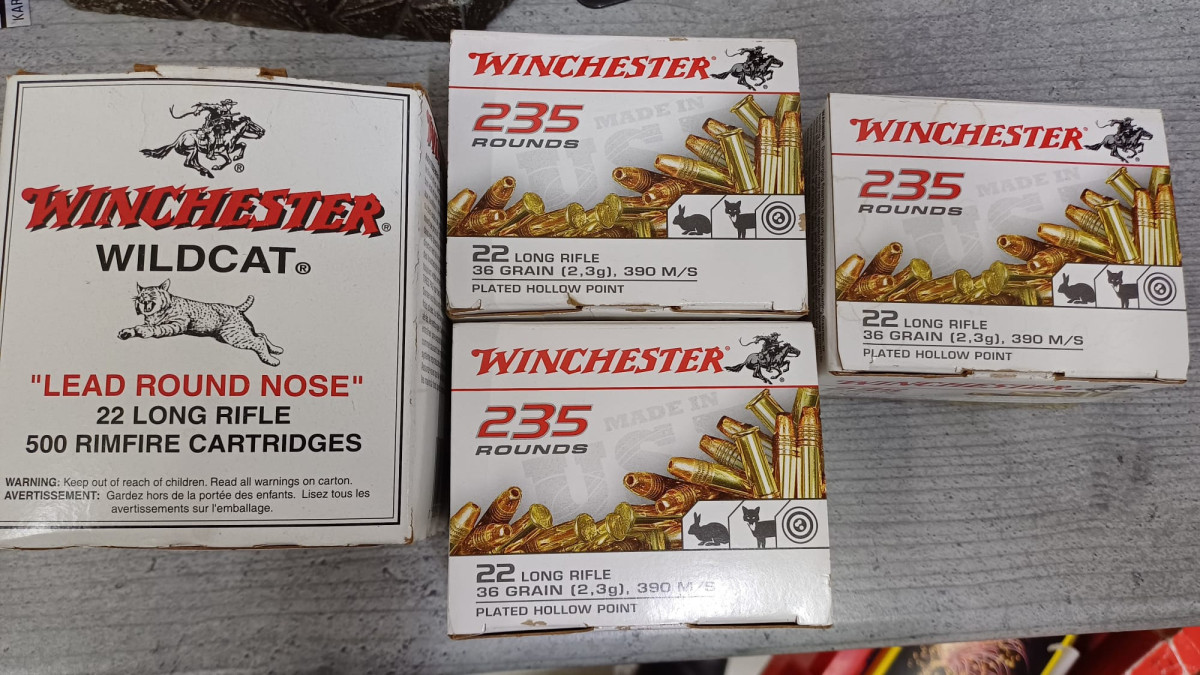 WINCHESTER®
WILDCAT®
"LEAD ROUND NOSE"
22 LONG RIFLE
500 RIMFIRE CARTRIDGES
WARNING: Keep out of reach of children. Read all warnings on carton.
AVERTISSEMENT: Gardez hors de la portée des enfants. Lisez tous les
avertissements sur l'emballage.
WINCHESTER®
235
ROUNDS
MADE IN
USA
22 LONG RIFLE
36 GRAIN (2,3g), 390 M/S
PLATED HOLLOW POINT
WINCHESTER®
235
ROUNDS
MADE IN
USA
22 LONG RIFLE
36 GRAIN (2,3g), 390 M/S
PLATED HOLLOW POINT
WINCHESTER®
235
ROUNDS
MADE IN
USA
22 LONG RIFLE
36 GRAIN (2,3g), 390 M/S
PLATED HOLLOW POINT
WINCHESTER